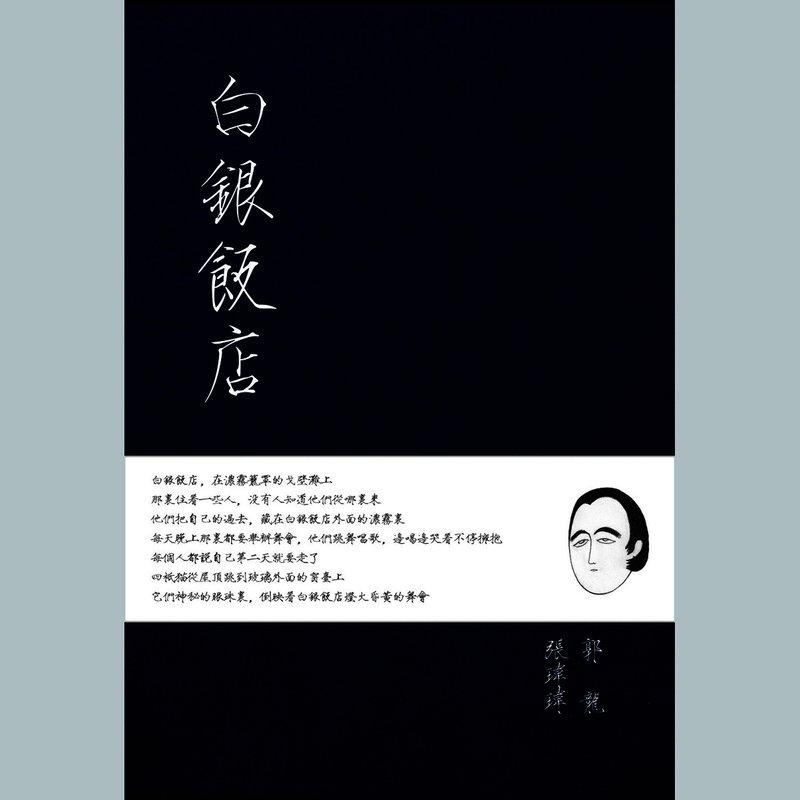 白銀飯店
白銀飯店，在濃霧籠罩的戈壁灘上
那裏住着一些人，沒有人知道他們從哪裏來
他們把自己的過去，藏在白銀飯店外面的濃霧裏
每天晚上那裏都要舉辦舞會，他們跳舞唱歌，邊唱邊哭着不停擁抱
每個人都說自己第二天就要走了
四衹貓從屋頂跳到玻璃外面的窗臺上
它們神秘的眼珠裏，倒映着白銀飯店燈火昏黃的舞會
郭龍
張瑋瑋